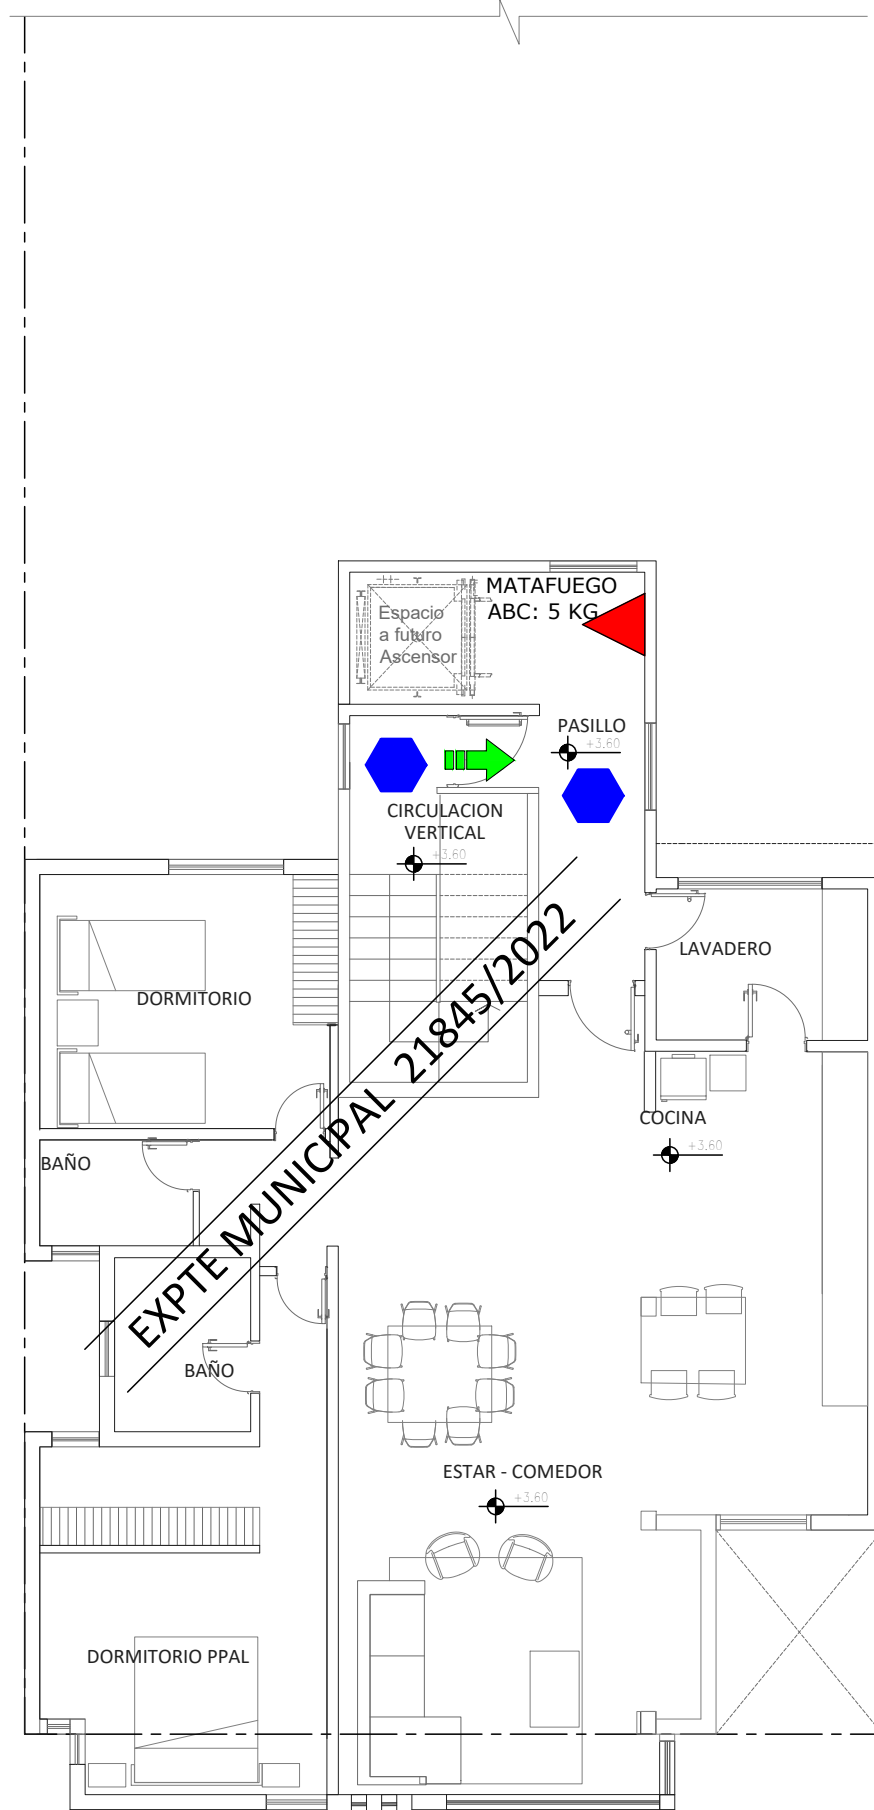 MATAFUEGO
ABC: 5 KG
Espacio
a futuro
Ascensor
PASILLO
+3.60
CIRCULACION
VERTICAL
+3.60
LAVADERO
DORMITORIO
EXPTE MUNICIPAL 21845/2022
COCINA
+3.60
BAÑO
BAÑO
ESTAR - COMEDOR
+3.60
DORMITORIO PPAL